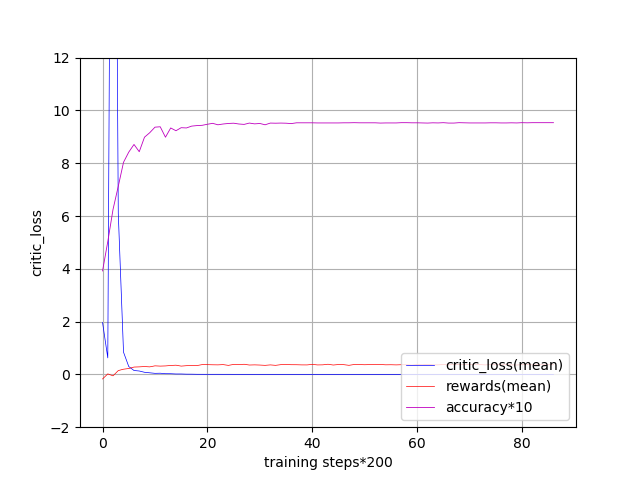 12
10
8
6
4
2
0
−2
critic_loss
critic_loss(mean)
rewards(mean)
accuracy*10
0
20
40
60
80
training steps*200